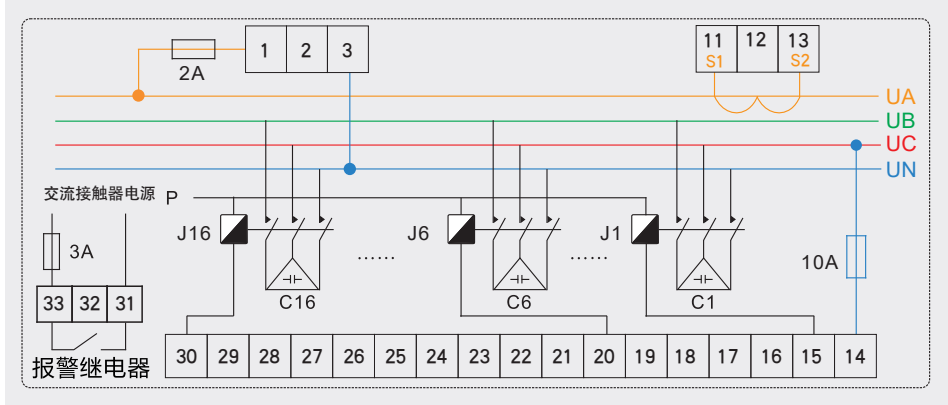 1 2 3
11 12 13
S1 S2
2A
UA
UB
UC
UN
交流接触器电源 P
J16 J6 J1
3A
…… ……
10A
C16 C6 C1
33 32 31
报警继电器
30 29 28 27 26 25 24 23 22 21 20 19 18 17 16 15 14